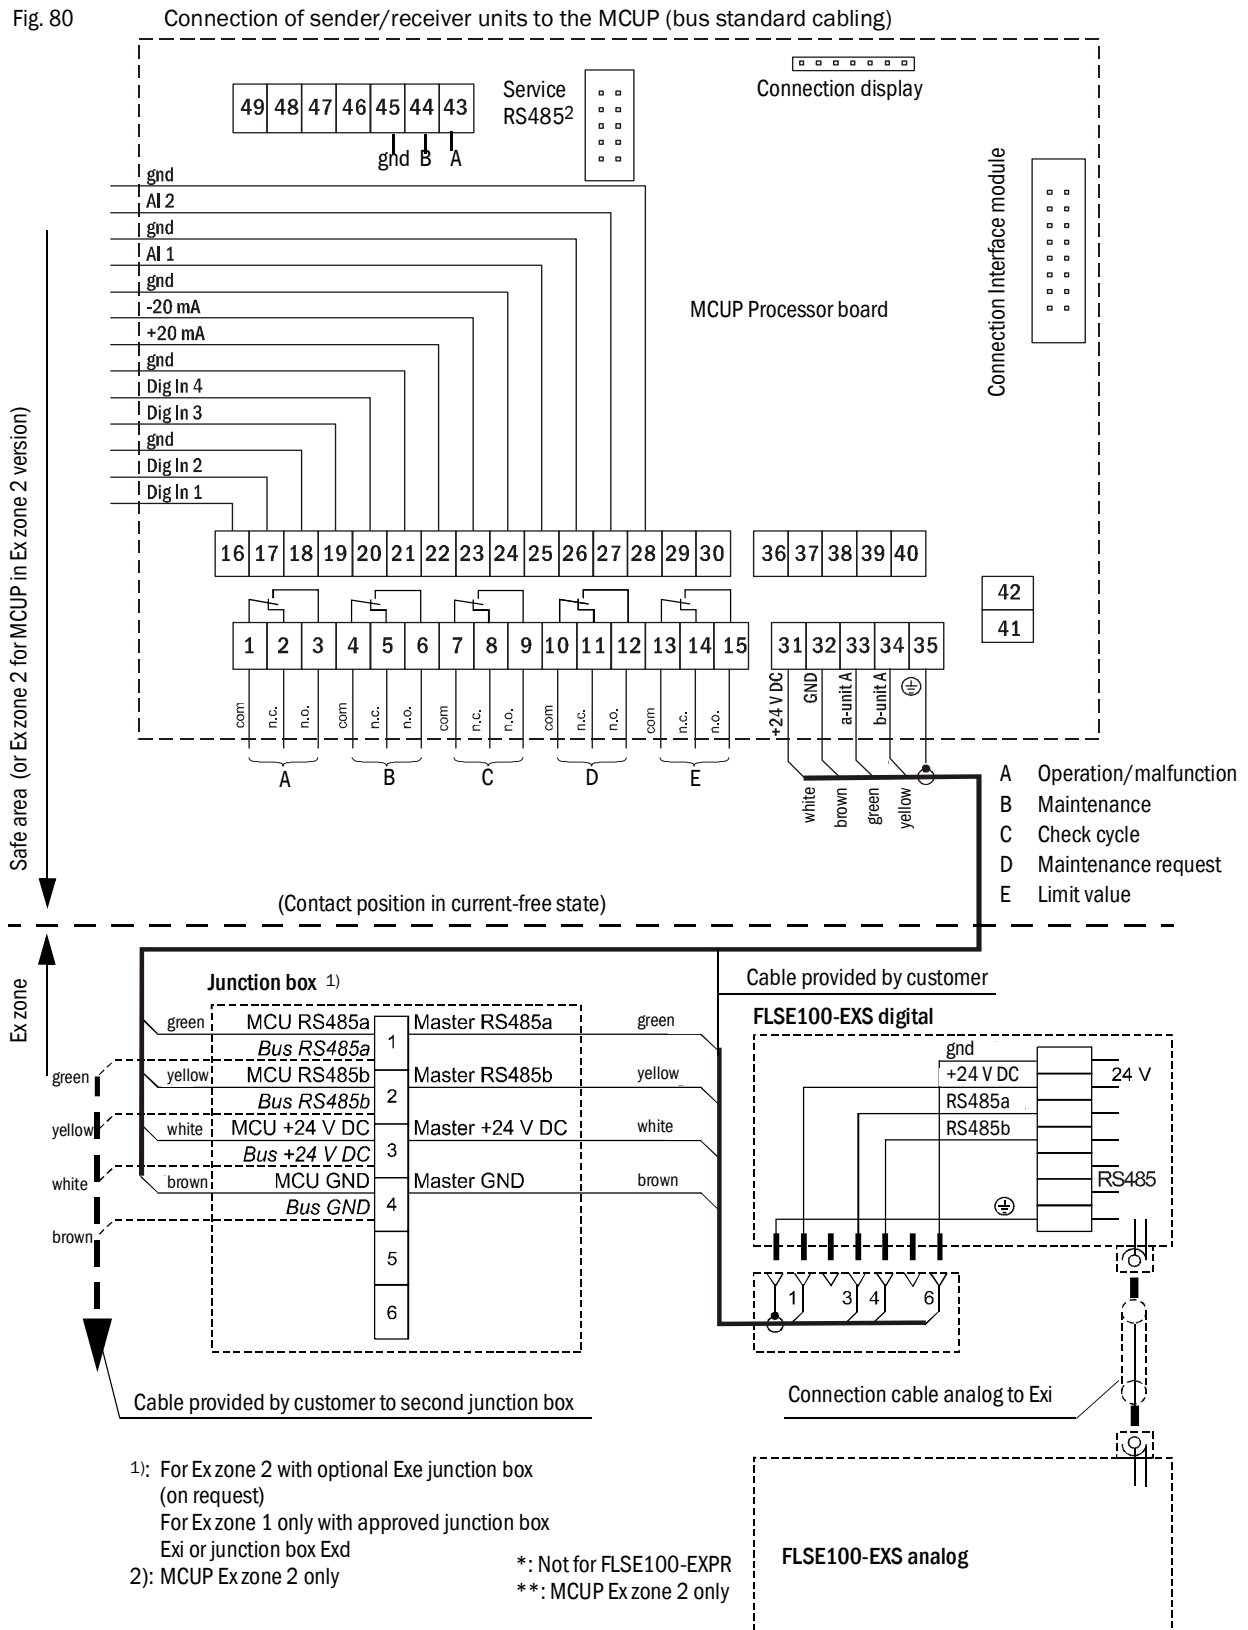 Fig. 80 Connection of sender/receiver units to the MCUP (bus standard cabling)
49 48 47 46 45 44 43
gnd B A
Service
RS485²
Connection display
Connection Interface module
MCUP Processor board
gnd
AI 2
gnd
AI 1
gnd
-20 mA
+20 mA
gnd
Dig In 4
Dig In 3
gnd
Dig In 2
Dig In 1
Safe area (or Ex zone 2 for MCUP in Ex zone 2 version)
16 17 18 19 20 21 22 23 24 25 26 27 28 29 30
36 37 38 39 40
42
41
1 2 3 4 5 6 7 8 9 10 11 12 13 14 15
31 32 33 34 35
com n.c. n.o. com n.c. n.o. com n.c. n.o. com n.c. n.o. com n.c. n.o.
+24 V DC GND a-unit A b-unit A
A B C D E
white brown green yellow
A Operation/malfunction
B Maintenance
C Check cycle
D Maintenance request
E Limit value
(Contact position in current-free state)
Ex zone
Junction box 1)
Cable provided by customer
FLSE100-EXS digital
green MCU RS485a 1 Master RS485a green
Bus RS485a
green
yellow MCU RS485b 2 Master RS485b yellow
Bus RS485b
yellow
white MCU +24 V DC 3 Master +24 V DC white
Bus +24 V DC
white
brown MCU GND 4 Master GND brown
Bus GND
brown
5
6
gnd
+24 V DC 24 V
RS485a
RS485b
RS485
1 3 4 6
Cable provided by customer to second junction box
Connection cable analog to Exi
1): For Ex zone 2 with optional Exe junction box
(on request)
For Ex zone 1 only with approved junction box
Exi or junction box Exd
2): MCUP Ex zone 2 only
*: Not for FLSE100-EXPR
**: MCUP Ex zone 2 only
FLSE100-EXS analog